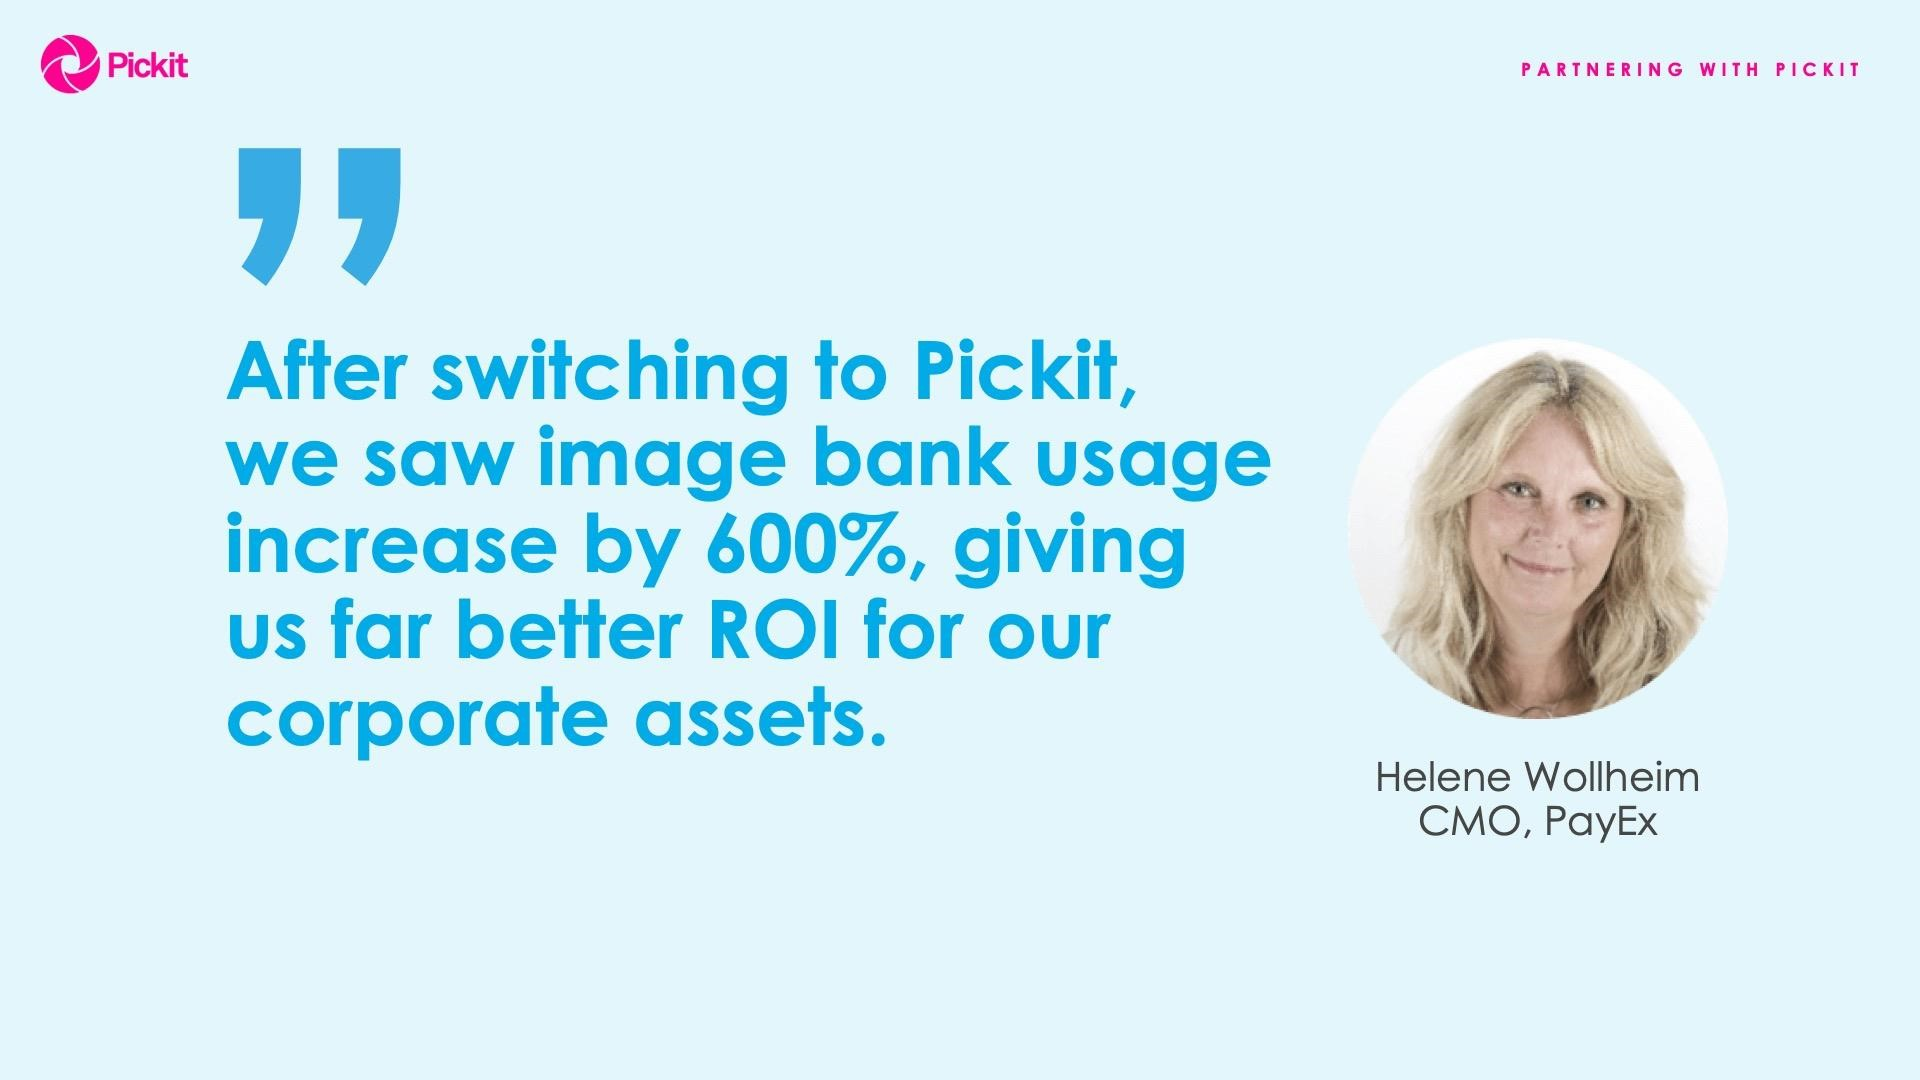 Pickit
PARTNERING WITH PICKIT
”
After switching to Pickit,
we saw image bank usage
increase by 600%, giving
us far better ROI for our
corporate assets.
Helene Wollheim
CMO, PayEx